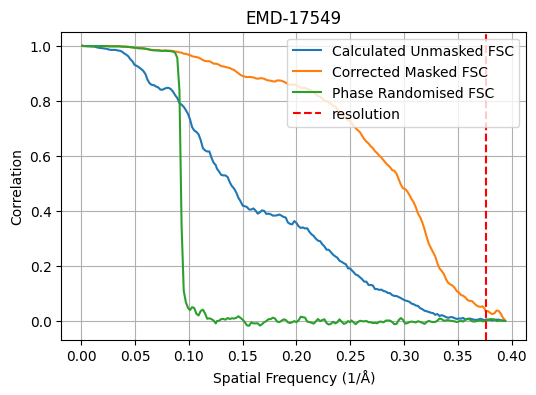 EMD-17549
Calculated Unmasked FSC
Corrected Masked FSC
Phase Randomised FSC
resolution
Correlation
1.0
0.8
0.6
0.4
0.2
0.0
0.00 0.05 0.10 0.15 0.20 0.25 0.30 0.35 0.40
Spatial Frequency (1/Å)